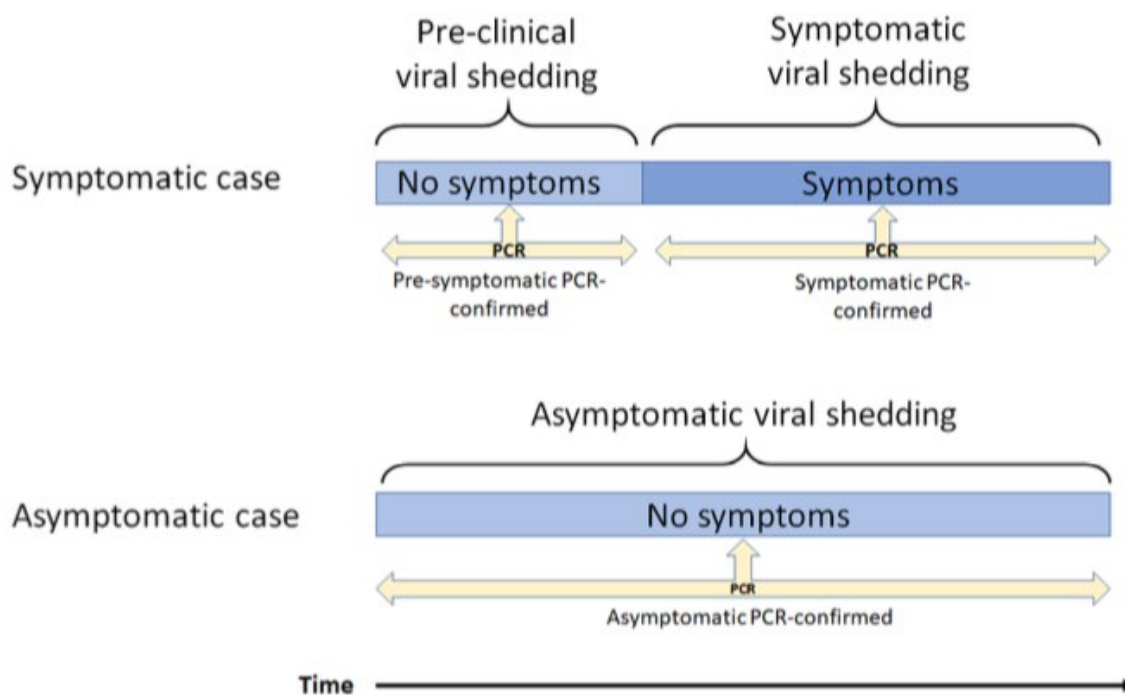 Pre-clinical
viral shedding
Symptomatic
viral shedding
Symptomatic case
No symptoms
Symptoms
PCR
PCR
Pre-symptomatic PCR-
confirmed
Symptomatic PCR-
confirmed
Asymptomatic viral shedding
Asymptomatic case
No symptoms
PCR
Asymptomatic PCR-confirmed
Time